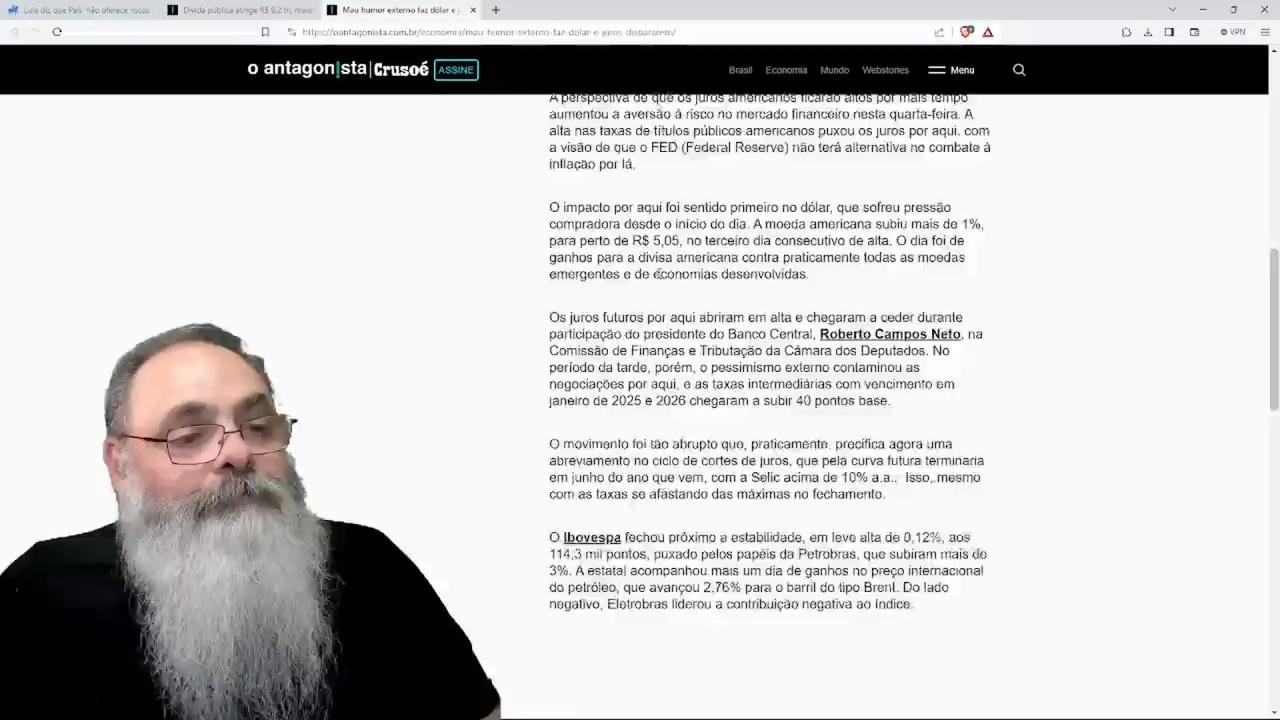 Lula diz que País 'não oferece riscos
Dívida pública atinge R$ 6,2 tri, maior
Mau humor externo faz dólar e j
https://oantagonista.com.br/economia/mau-humor-externo-faz-dolar-e-juros-dispararem/
VPN
o antagonista|Crusoé ASSINE
Brasil Economia Mundo Webstories Menu
A perspectiva de que os juros americanos ficarão altos por mais tempo
aumentou a aversão à risco no mercado financeiro nesta quarta-feira. A
alta nas taxas de títulos públicos americanos puxou os juros por aqui, com
a visão de que o FED (Federal Reserve) não terá alternativa no combate à
inflação por lá.
O impacto por aqui foi sentido primeiro no dólar, que sofreu pressão
compradora desde o início do dia. A moeda americana subiu mais de 1%,
para perto de R$ 5,05, no terceiro dia consecutivo de alta. O dia foi de
ganhos para a divisa americana contra praticamente todas as moedas
emergentes e de economias desenvolvidas.
Os juros futuros por aqui abriram em alta e chegaram a ceder durante
participação do presidente do Banco Central, Roberto Campos Neto, na
Comissão de Finanças e Tributação da Câmara dos Deputados. No
período da tarde, porém, o pessimismo externo contaminou as
negociações por aqui, e as taxas intermediárias com vencimento em
janeiro de 2025 e 2026 chegaram a subir 40 pontos base.
O movimento foi tão abrupto que, praticamente, precifica agora uma
abreviamento no ciclo de cortes de juros, que pela curva futura terminaria
em junho do ano que vem, com a Selic acima de 10% a.a.. Isso, mesmo
com as taxas se afastando das máximas no fechamento.
O Ibovespa fechou próximo a estabilidade, em leve alta de 0,12%, aos
114,3 mil pontos, puxado pelos papéis da Petrobras, que subiram mais de
3%. A estatal acompanhou mais um dia de ganhos no preço internacional
do petróleo, que avançou 2,76% para o barril do tipo Brent. Do lado
negativo, Eletrobras liderou a contribuição negativa ao índice.